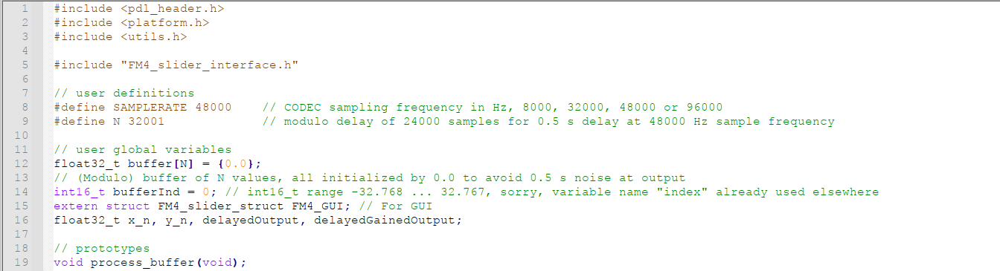 1 #include <pdl_header.h>
2 #include <platform.h>
3 #include <utils.h>
4
5 #include "FM4_slider_interface.h"
6
7 // user definitions
8 #define SAMPLERATE 48000 // CODEC sampling frequency in Hz, 8000, 32000, 48000 or 96000
9 #define N 32001 // modulo delay of 24000 samples for 0.5 s delay at 48000 Hz sample frequency
10
11 // user global variables
12 float32_t buffer[N] = {0.0};
13 // (Modulo) buffer of N values, all initialized by 0.0 to avoid 0.5 s noise at output
14 int16_t bufferInd = 0; // int16_t range -32.768 ... 32.767, sorry, variable name "index" already used elsewhere
15 extern struct FM4_slider_struct FM4_GUI; // For GUI
16 float32_t x_n, y_n, delayedOutput, delayedGainedOutput;
17
18 // prototypes
19 void process_buffer(void);